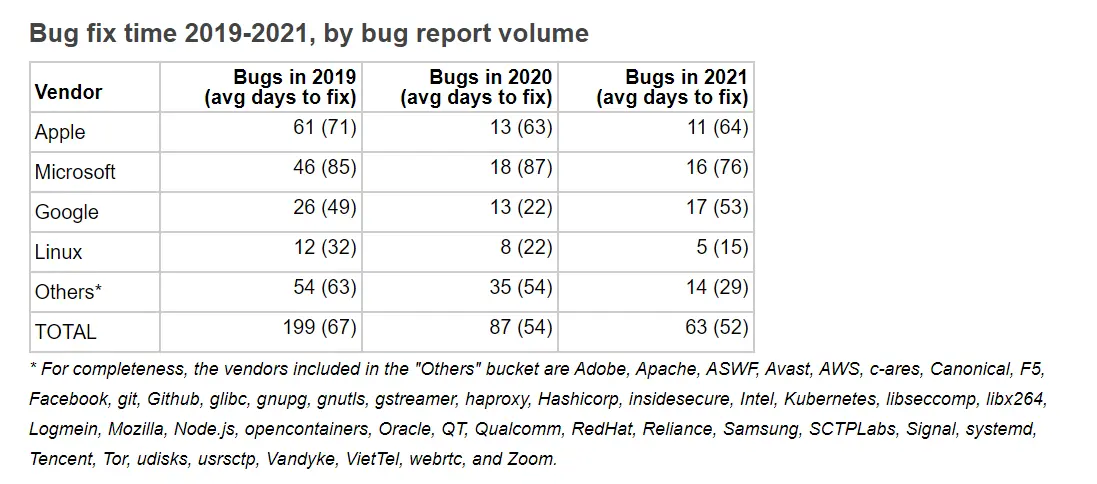 Bug fix time 2019-2021, by bug report volume
Vendor Bugs in 2019 (avg days to fix) Bugs in 2020 (avg days to fix) Bugs in 2021 (avg days to fix)
Apple 61 (71) 13 (63) 11 (64)
Microsoft 46 (85) 18 (87) 16 (76)
Google 26 (49) 13 (22) 17 (53)
Linux 12 (32) 8 (22) 5 (15)
Others* 54 (63) 35 (54) 14 (29)
TOTAL 199 (67) 87 (54) 63 (52)
* For completeness, the vendors included in the "Others" bucket are Adobe, Apache, ASWF, Avast, AWS, c-ares, Canonical, F5,
Facebook, git, Github, glibc, gnupg, gnutls, gstreamer, haproxy, Hashicorp, insidesecure, Intel, Kubernetes, libseccomp, libx264,
Logmein, Mozilla, Node.js, opencontainers, Oracle, QT, Qualcomm, RedHat, Reliance, Samsung, SCTPLabs, Signal, systemd,
Tencent, Tor, udisks, usrsctp, Vandyke, VietTel, webrtc, and Zoom.